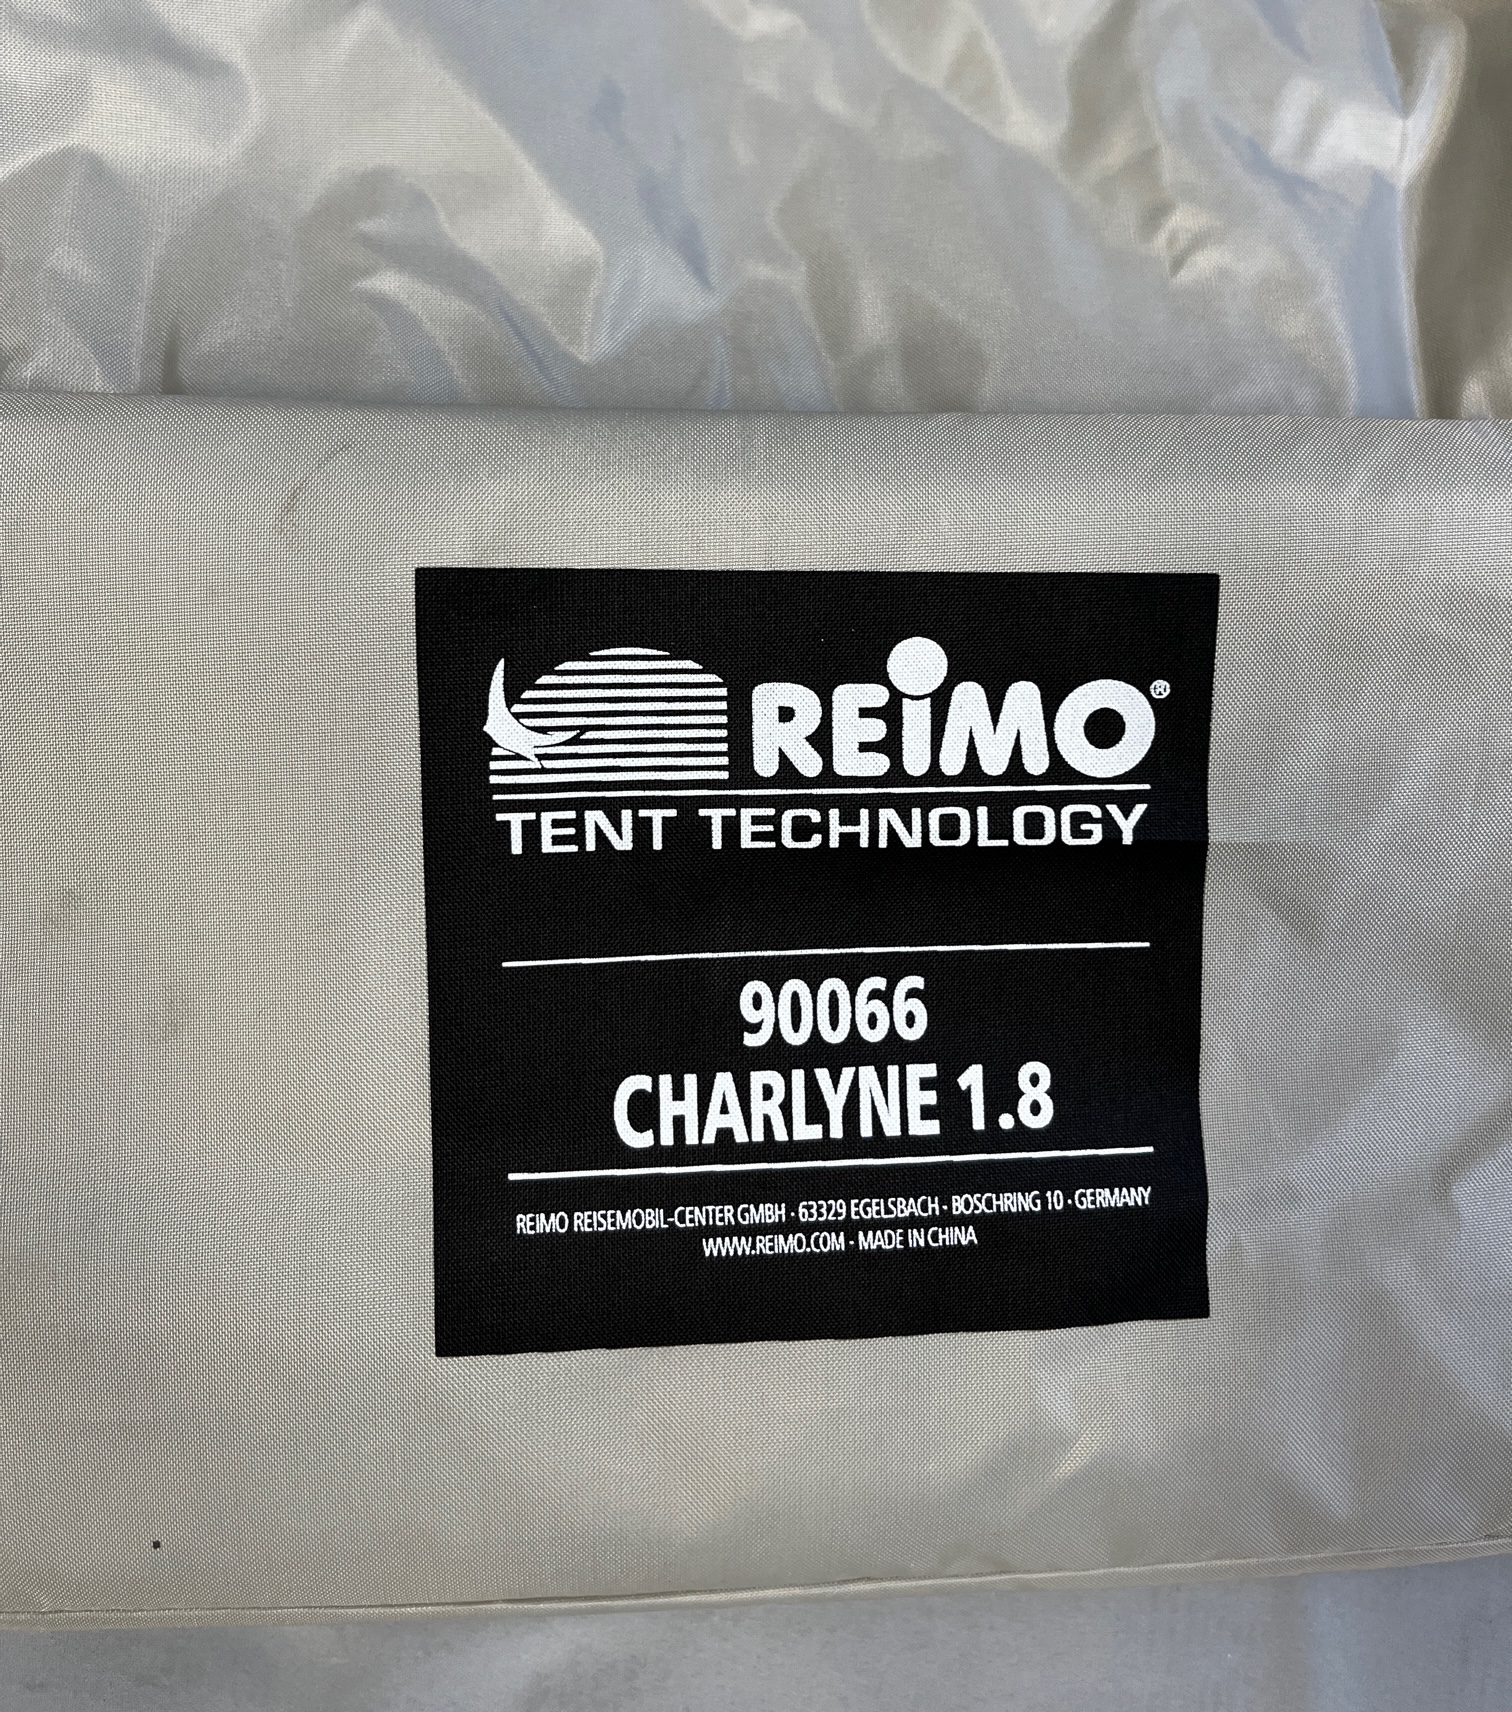 REiMO®
TENT TECHNOLOGY
90066
CHARLYNE 1.8
REIMO REISEMOBIL-CENTER GMBH · 63329 EGELSBACH · BOSCHRING 10 · GERMANY
WWW.REIMO.COM · MADE IN CHINA